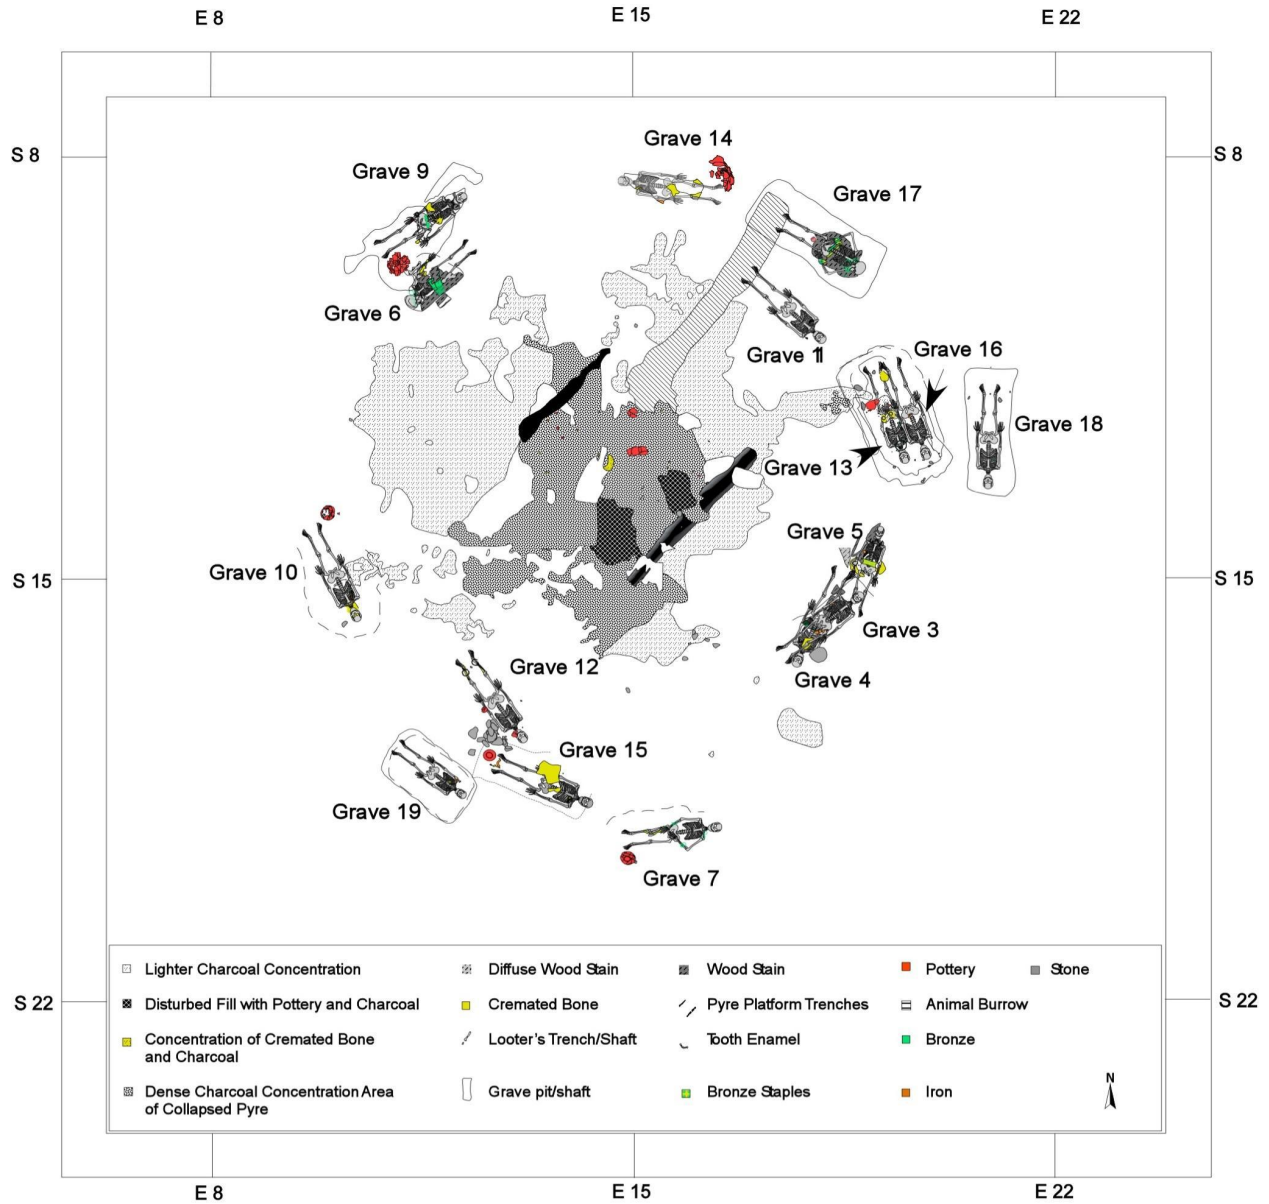 E 8
E 15
E 22
S 8
S 8
Grave 14
Grave 9
Grave 17
Grave 6
Grave 1
Grave 16
Grave 18
Grave 13
Grave 5
Grave 10
S 15
S 15
Grave 3
Grave 12
Grave 4
Grave 15
Grave 19
Grave 7
Lighter Charcoal Concentration
Diffuse Wood Stain
Wood Stain
Pottery
Stone
S 22
Disturbed Fill with Pottery and Charcoal
Cremated Bone
Pyre Platform Trenches
Animal Burrow
S 22
Concentration of Cremated Bone
and Charcoal
Looter's Trench/Shaft
Tooth Enamel
Bronze
Dense Charcoal Concentration Area
of Collapsed Pyre
Grave pit/shaft
Bronze Staples
Iron
N
E 8
E 15
E 22